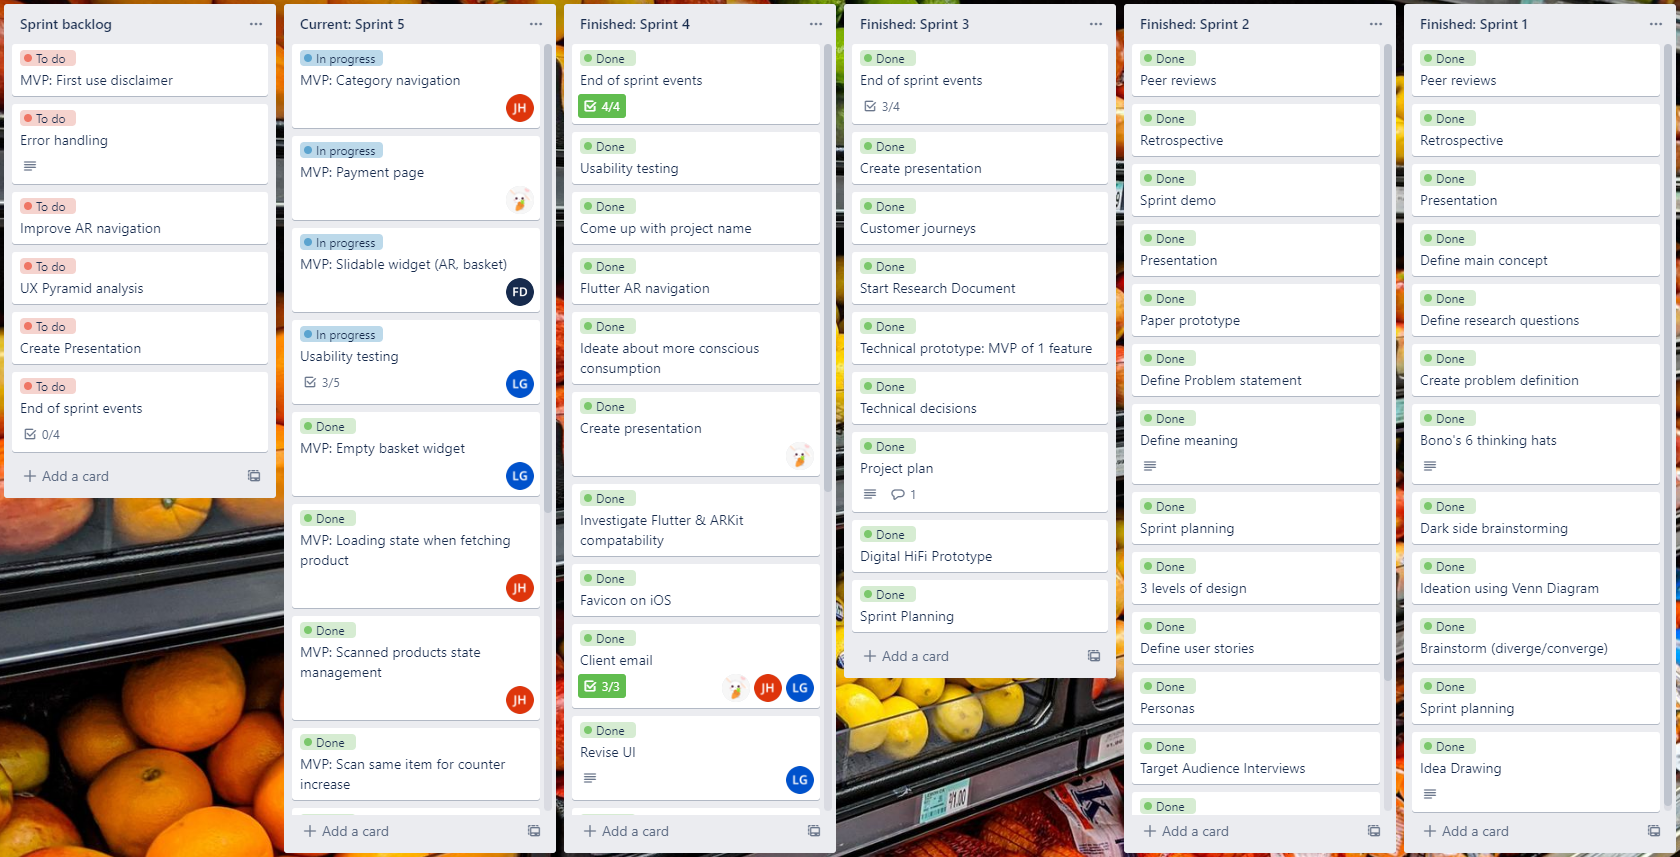 Sprint backlog
To do
MVP: First use disclaimer
To do
Error handling
To do
Improve AR navigation
To do
UX Pyramid analysis
To do
Create Presentation
To do
End of sprint events
0/4
+ Add a card
Current: Sprint 5
In progress
MVP: Category navigation
JH
In progress
MVP: Payment page
In progress
MVP: Slidable widget (AR, basket)
FD
In progress
Usability testing
3/5
LG
Done
MVP: Empty basket widget
LG
Done
MVP: Loading state when fetching
product
JH
Done
MVP: Scanned products state
management
JH
Done
MVP: Scan same item for counter
increase
+ Add a card
Finished: Sprint 4
Done
End of sprint events
4/4
Done
Usability testing
Done
Come up with project name
Done
Flutter AR navigation
Done
Ideate about more conscious
consumption
Done
Create presentation
Done
Investigate Flutter & ARKit
compatability
Done
Favicon on iOS
Done
Client email
3/3
JH
LG
Done
Revise UI
LG
+ Add a card
Finished: Sprint 3
Done
End of sprint events
3/4
Done
Create presentation
Done
Customer journeys
Done
Start Research Document
Done
Technical prototype: MVP of 1 feature
Done
Technical decisions
Done
Project plan
1
Done
Digital HiFi Prototype
Done
Sprint Planning
+ Add a card
Finished: Sprint 2
Done
Peer reviews
Done
Retrospective
Done
Sprint demo
Done
Presentation
Done
Paper prototype
Done
Define Problem statement
Done
Define meaning
Done
Sprint planning
Done
3 levels of design
Done
Define user stories
Done
Personas
Done
Target Audience Interviews
Done
+ Add a card
Finished: Sprint 1
Done
Peer reviews
Done
Retrospective
Done
Presentation
Done
Define main concept
Done
Define research questions
Done
Create problem definition
Done
Bono's 6 thinking hats
Done
Dark side brainstorming
Done
Ideation using Venn Diagram
Done
Brainstorm (diverge/converge)
Done
Sprint planning
Done
Idea Drawing
+ Add a card